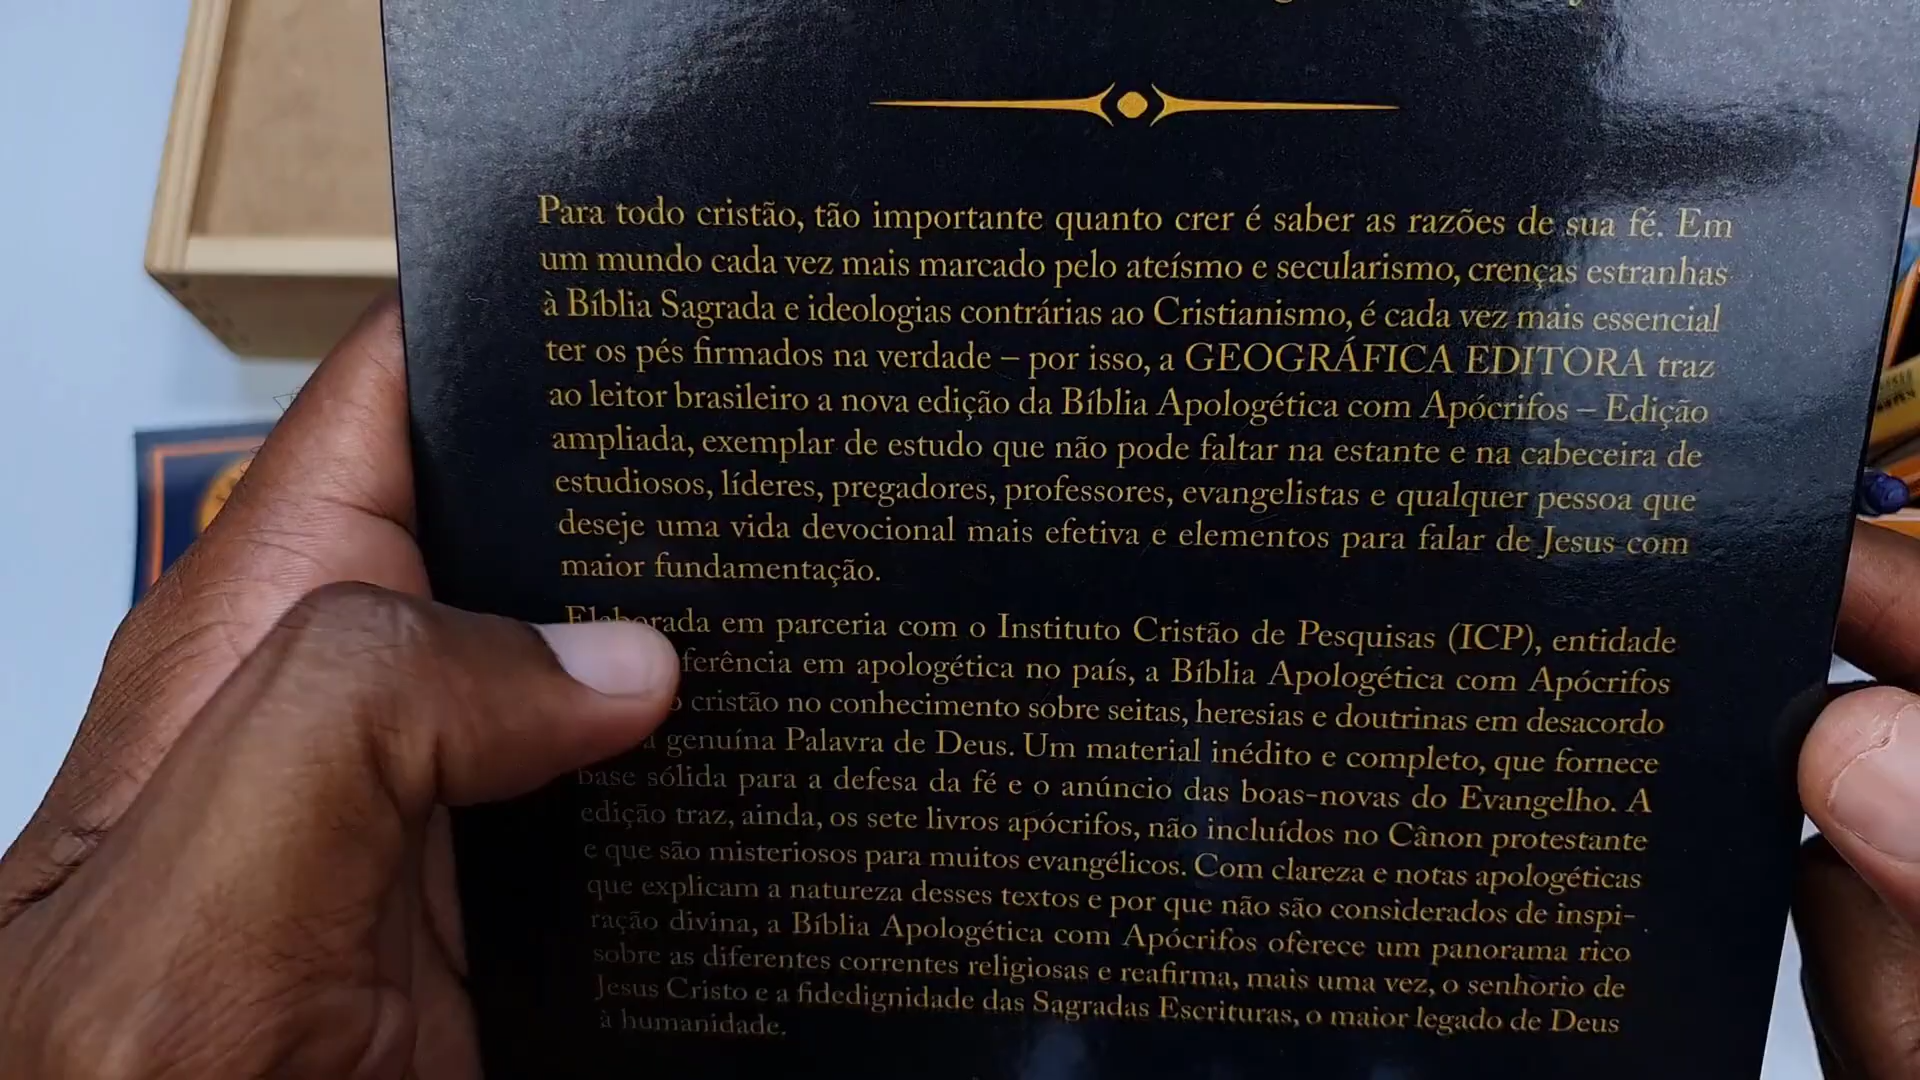 Para todo cristão, tão importante quanto crer é saber as razões de sua fé. Em
um mundo cada vez mais marcado pelo ateísmo e secularismo, crenças estranhas
à Bíblia Sagrada e ideologias contrárias ao Cristianismo, é cada vez mais essencial
ter os pés firmados na verdade – por isso, a GEOGRÁFICA EDITORA traz
ao leitor brasileiro a nova edição da Bíblia Apologética com Apócrifos – Edição
ampliada, exemplar de estudo que não pode faltar na estante e na cabeceira de
estudiosos, líderes, pregadores, professores, evangelistas e qualquer pessoa que
deseje uma vida devocional mais efetiva e elementos para falar de Jesus com
maior fundamentação.
Elaborada em parceria com o Instituto Cristão de Pesquisas (ICP), entidade
ferência em apologética no país, a Bíblia Apologética com Apócrifos
cristão no conhecimento sobre seitas, heresias e doutrinas em desacordo
genuína Palavra de Deus. Um material inédito e completo, que fornece
base sólida para a defesa da fé e o anúncio das boas-novas do Evangelho. A
edição traz, ainda, os sete livros apócrifos, não incluídos no Cânon protestante
e que são misteriosos para muitos evangélicos. Com clareza e notas apologéticas
que explicam a natureza desses textos e por que não são considerados de inspi-
ração divina, a Bíblia Apologética com Apócrifos oferece um panorama rico
sobre as diferentes correntes religiosas e reafirma, mais uma vez, o senhorio de
Jesus Cristo e a fidedignidade das Sagradas Escrituras, o maior legado de Deus
à humanidade.